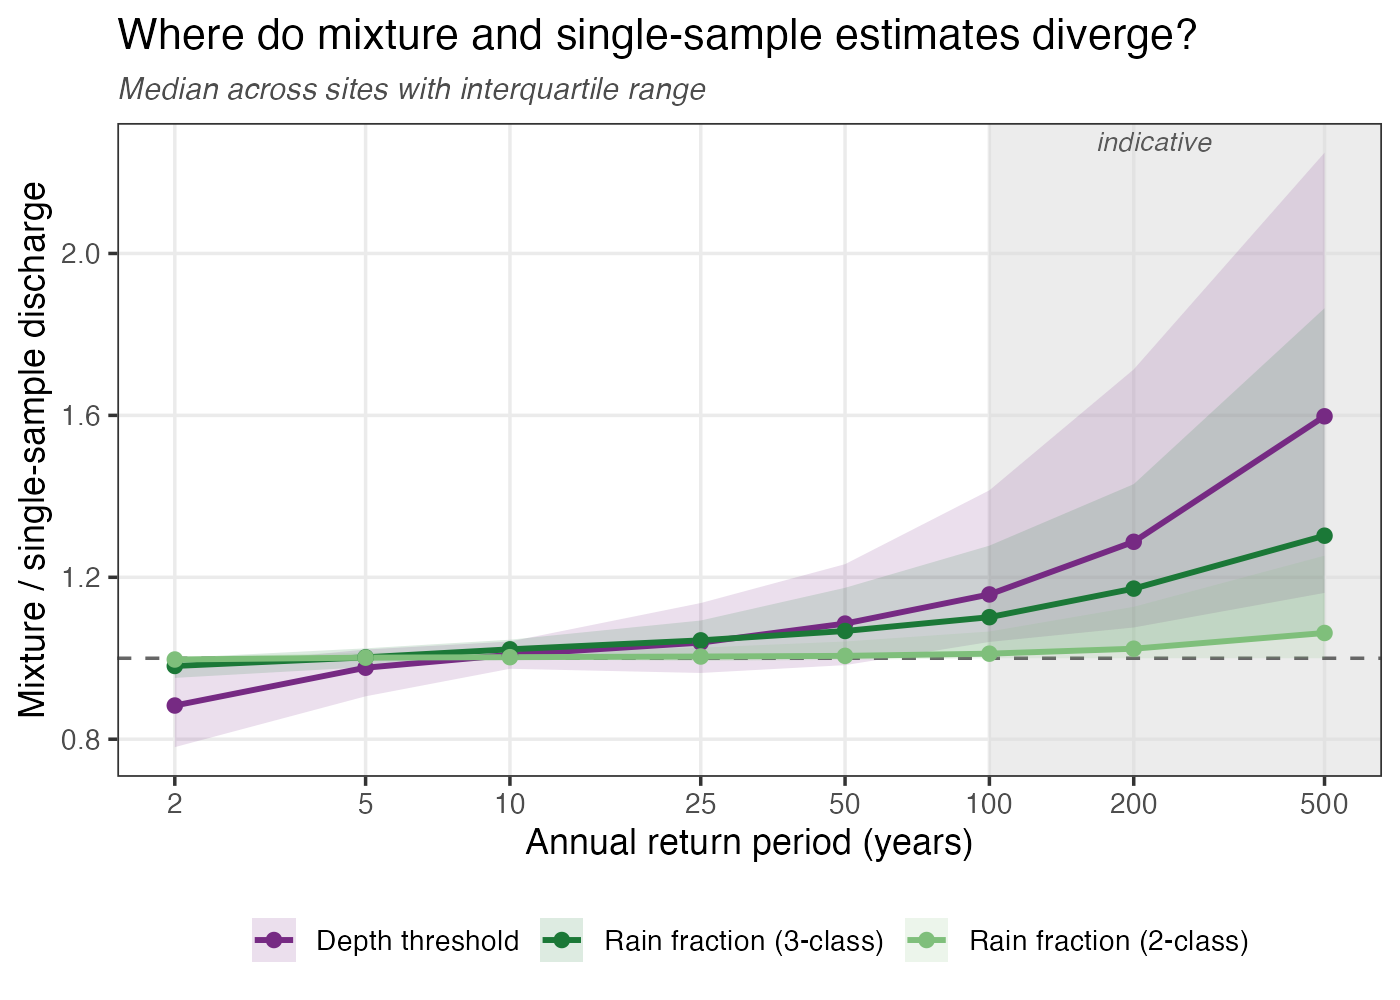 Where do mixture and single-sample estimates diverge?
Median across sites with interquartile range
indicative
Mixture / single-sample discharge
2.0
1.6
1.2
0.8
2 5 10 25 50 100 200 500
Annual return period (years)
Depth threshold Rain fraction (3-class) Rain fraction (2-class)